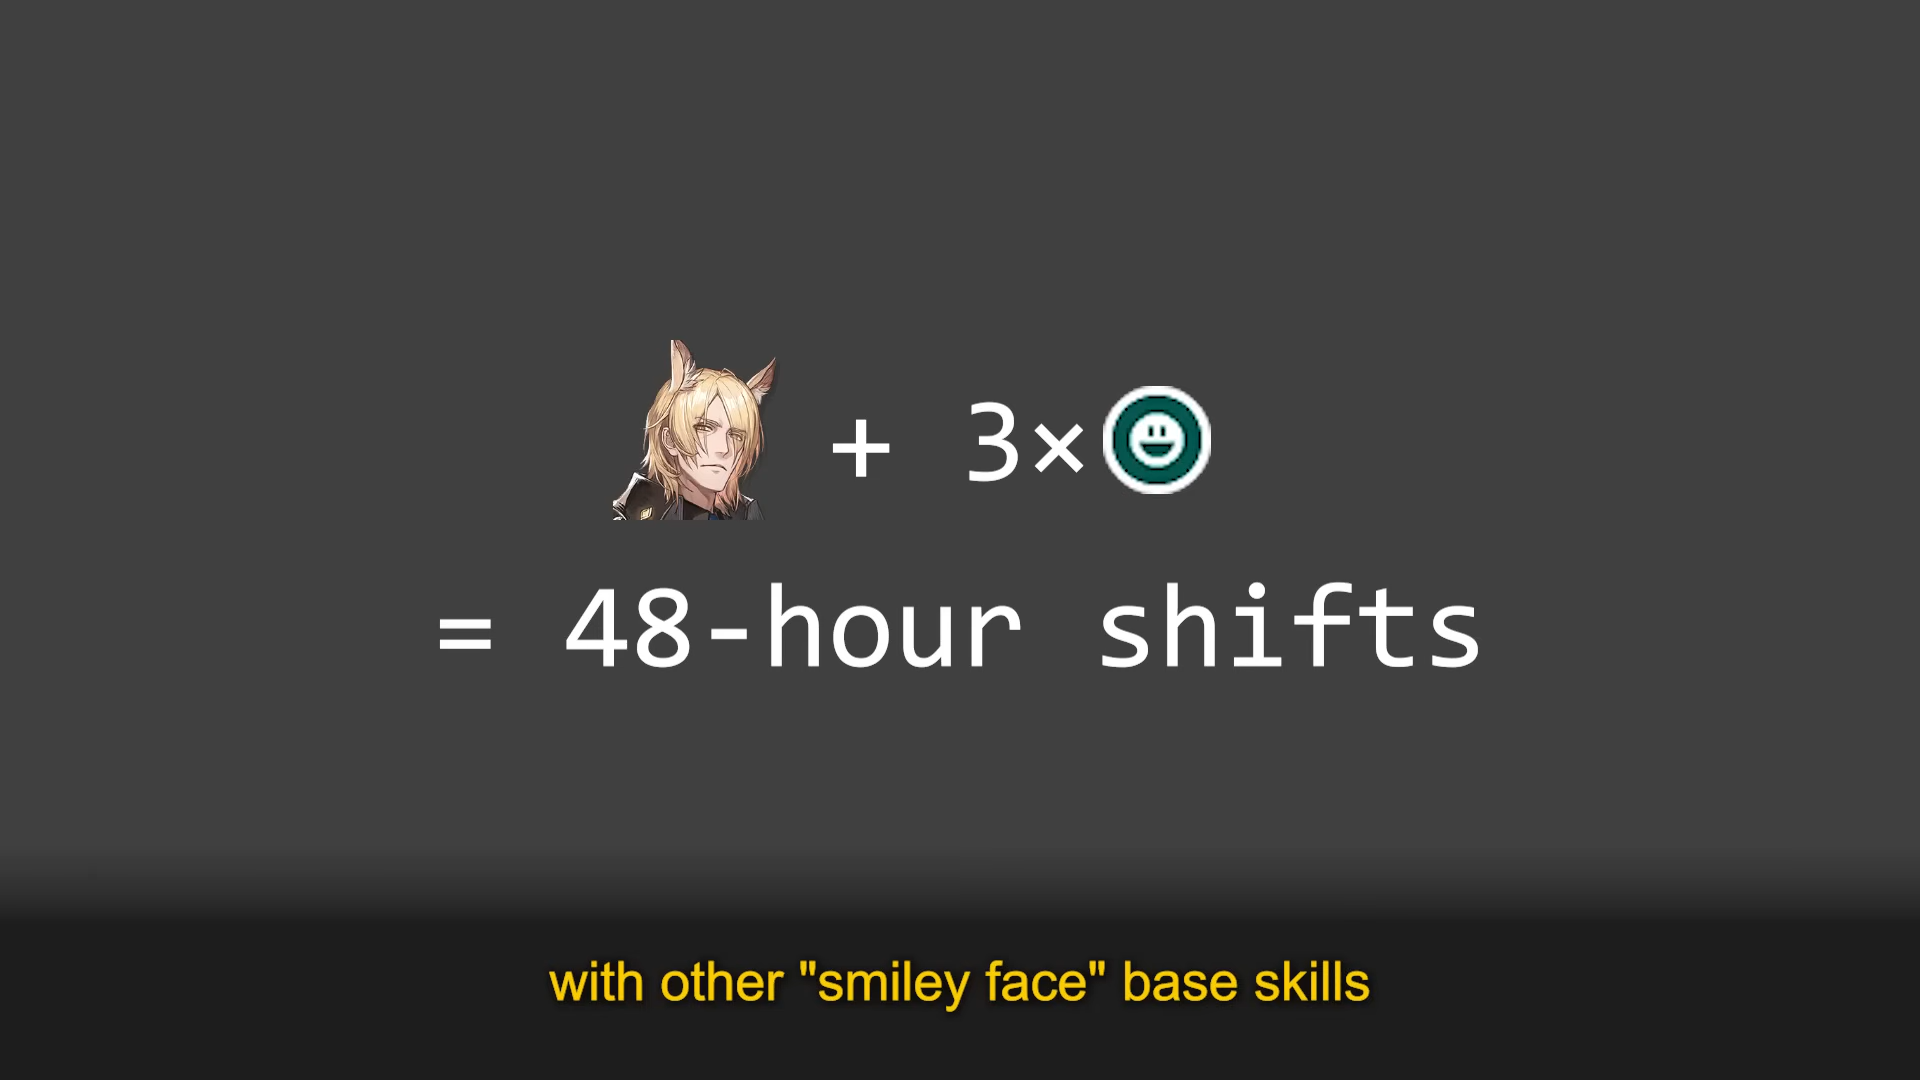 + 3×
= 48-hour shifts
with other "smiley face" base skills